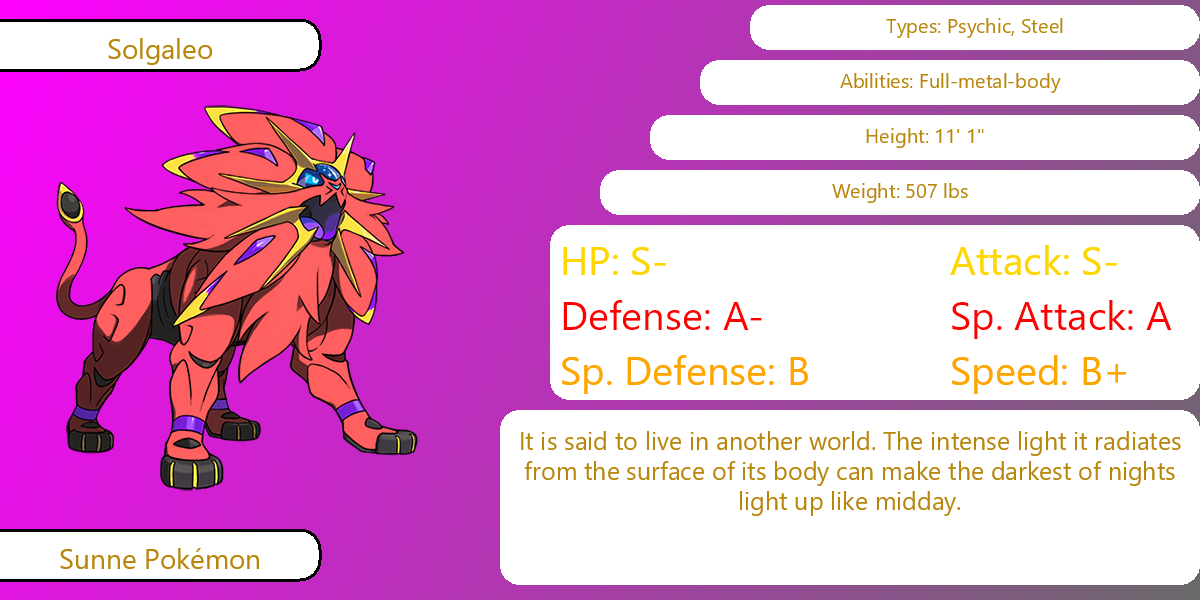 Solgaleo
Types: Psychic, Steel
Abilities: Full-metal-body
Height: 11' 1"
Weight: 507 lbs
HP: S-
Attack: S-
Defense: A-
Sp. Attack: A
Sp. Defense: B
Speed: B+
It is said to live in another world. The intense light it radiates
from the surface of its body can make the darkest of nights
light up like midday.
Sunne Pokémon